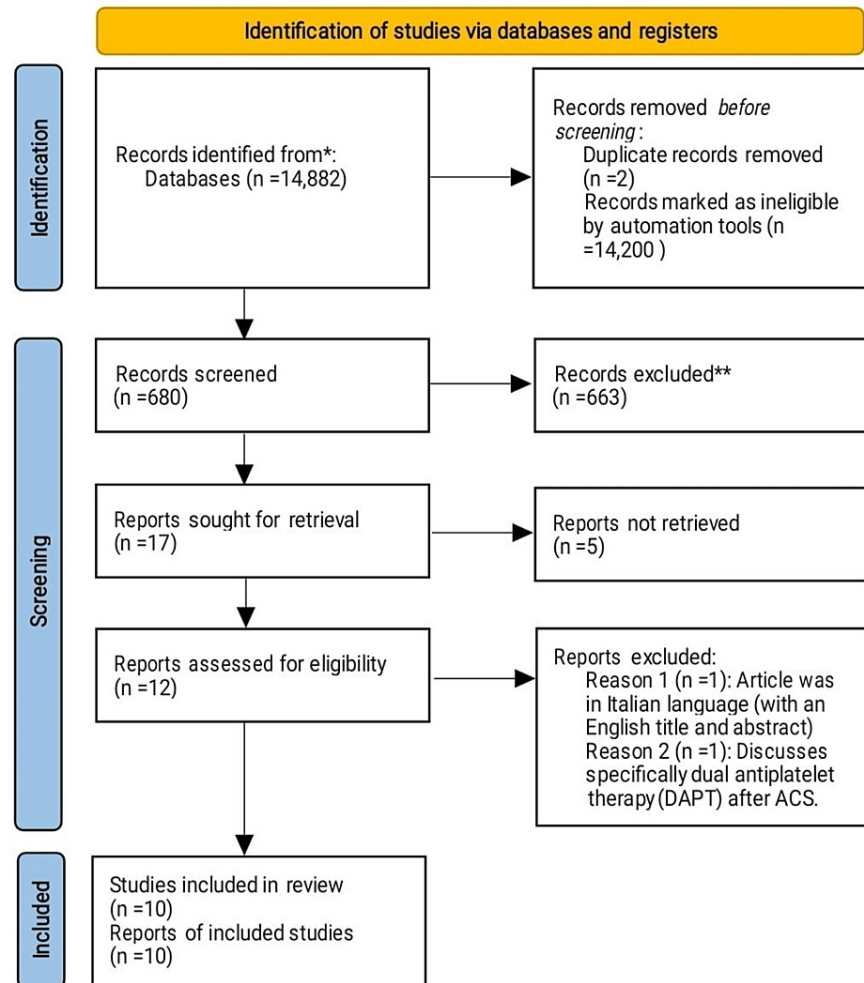 Identification of studies via databases and registers
Identification
Records identified from*:
Databases (n =14,882)
Records removed before
screening:
Duplicate records removed
(n =2)
Records marked as ineligible
by automation tools (n
=14,200 )
Screening
Records screened
(n =680)
Records excluded**
(n =663)
Reports sought for retrieval
(n =17)
Reports not retrieved
(n =5)
Reports assessed for eligibility
(n =12)
Reports excluded:
Reason 1 (n =1): Article was
in Italian language (with an
English title and abstract)
Reason 2 (n =1): Discusses
specifically dual antiplatelet
therapy (DAPT) after ACS.
Included
Studies included in review
(n =10)
Reports of included studies
(n =10)